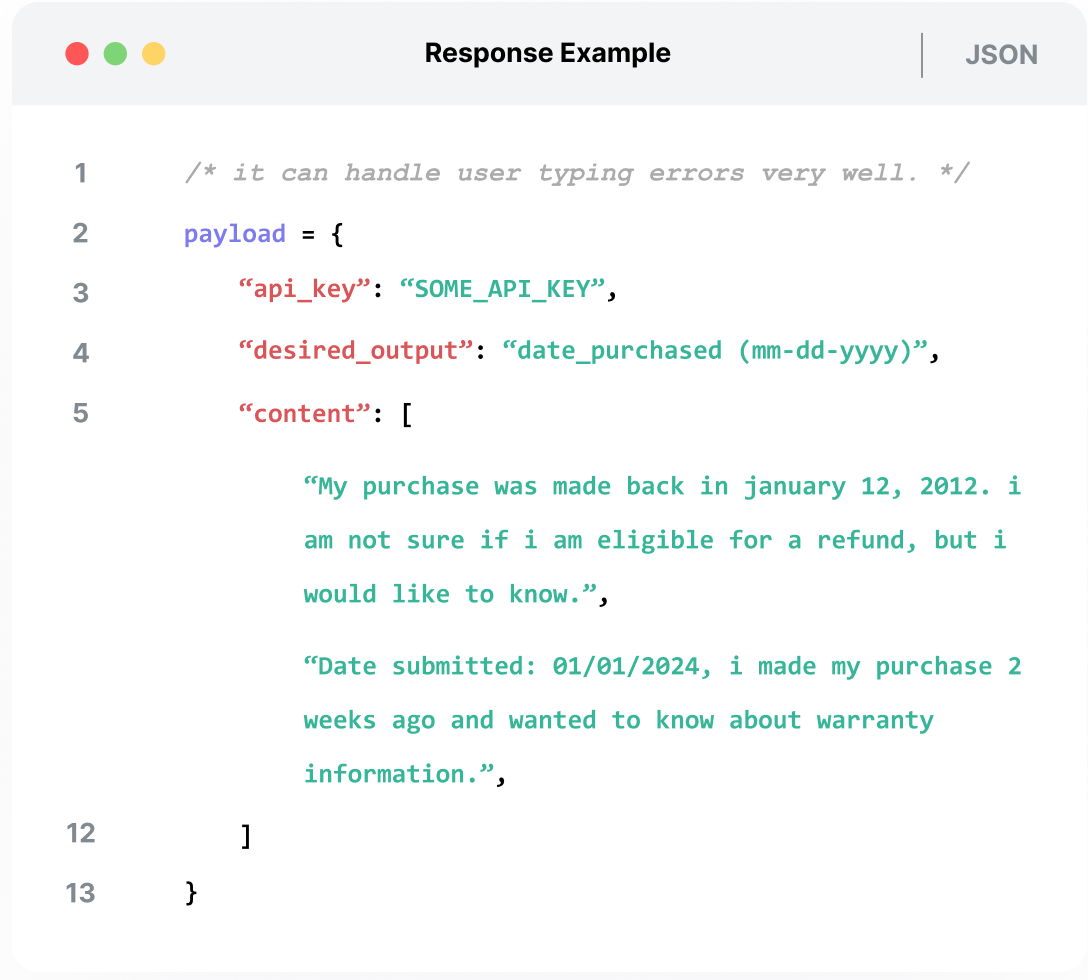 Response Example
JSON
1 /* it can handle user typing errors very well. */
2 payload = {
3 “api_key”: “SOME_API_KEY”,
4 “desired_output”: “date_purchased (mm-dd-yyyy)”,
5 “content”: [
“My purchase was made back in january 12, 2012. i
am not sure if i am eligible for a refund, but i
would like to know.”,
“Date submitted: 01/01/2024, i made my purchase 2
weeks ago and wanted to know about warranty
information.”,
12 ]
13 }